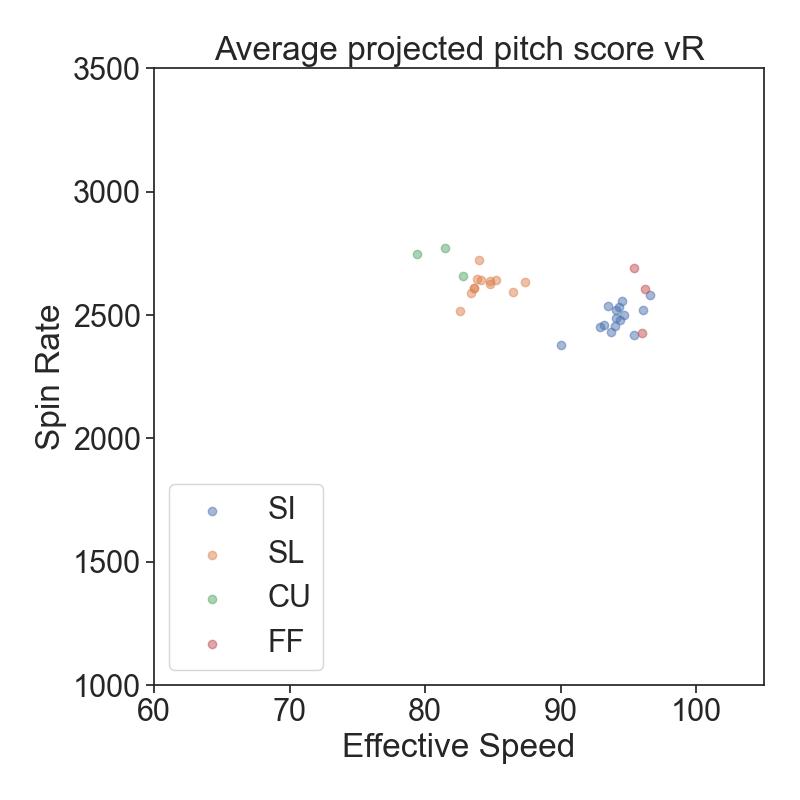 Average projected pitch score vR
3500
3000
2500
2000
1500
1000
Spin Rate
SI
SL
CU
FF
60 70 80 90 100
Effective Speed